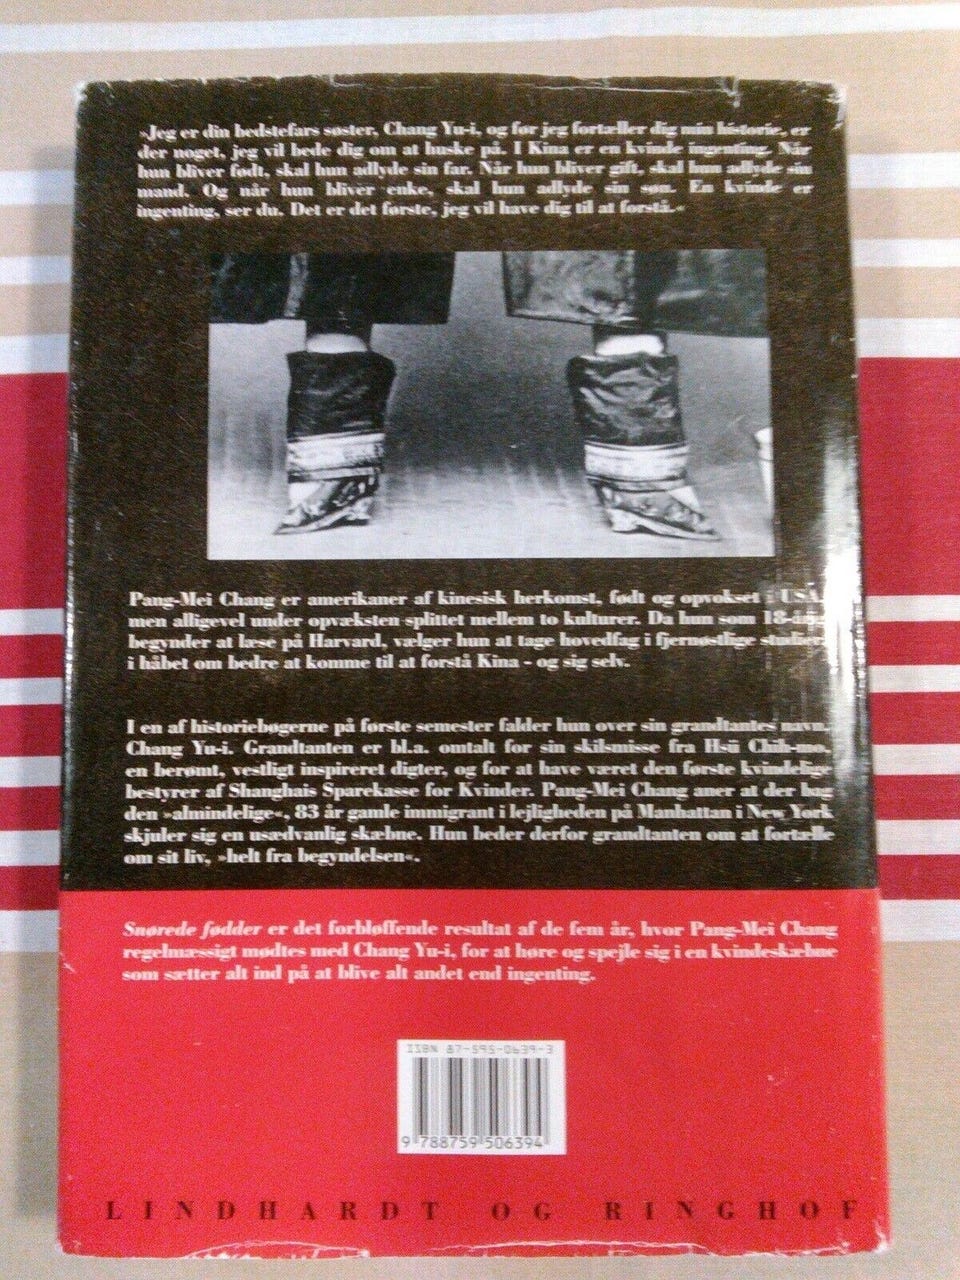 »Jeg er din bedstefars søster, Chang Yu-i, og før jeg fortæller dig min historie, er
der noget, jeg vil bede dig om at huske på. I Kina er en kvinde ingenting. Når
hun bliver født, skal hun adlyde sin far. Når hun bliver gift, skal hun adlyde sin
mand. Og når hun bliver enke, skal hun adlyde sin søn. En kvinde er
ingenting, ser du. Det er det første, jeg vil have dig til at forstå.«
Pang-Mei Chang er amerikaner af kinesisk herkomst, født og opvokset i USA,
men alligevel under opvæksten splittet mellem to kulturer. Da hun som 18-årig
begynder at læse på Harvard, vælger hun at tage hovedfag i fjernøstlige studier
i håbet om bedre at komme til at forstå Kina - og sig selv.
I en af historiebøgerne på første semester falder hun over sin grandtantes navn,
Chang Yu-i. Grandtanten er bl.a. omtalt for sin skilsmisse fra Hsü Chih-mo,
en berømt, vestligt inspireret digter, og for at have været den første kvindelige
bestyrer af Shanghais Sparekasse for Kvinder. Pang-Mei Chang aner at der bag
den »almindelige«, 83 år gamle immigrant i lejligheden på Manhattan i New York
skjuler sig en usædvanlig skæbne. Hun beder derfor grandtanten om at fortælle
om sit liv, »helt fra begyndelsen«.
Snørede fødder er det forbløffende resultat af de fem år, hvor Pang-Mei Chang
regelmæssigt mødtes med Chang Yu-i, for at høre og spejle sig i en kvindeskæbne
som sætter alt ind på at blive alt andet end ingenting.
ISBN 87-595-0639-3
9 788759 506394
LINDHARDT OG RINGHOF